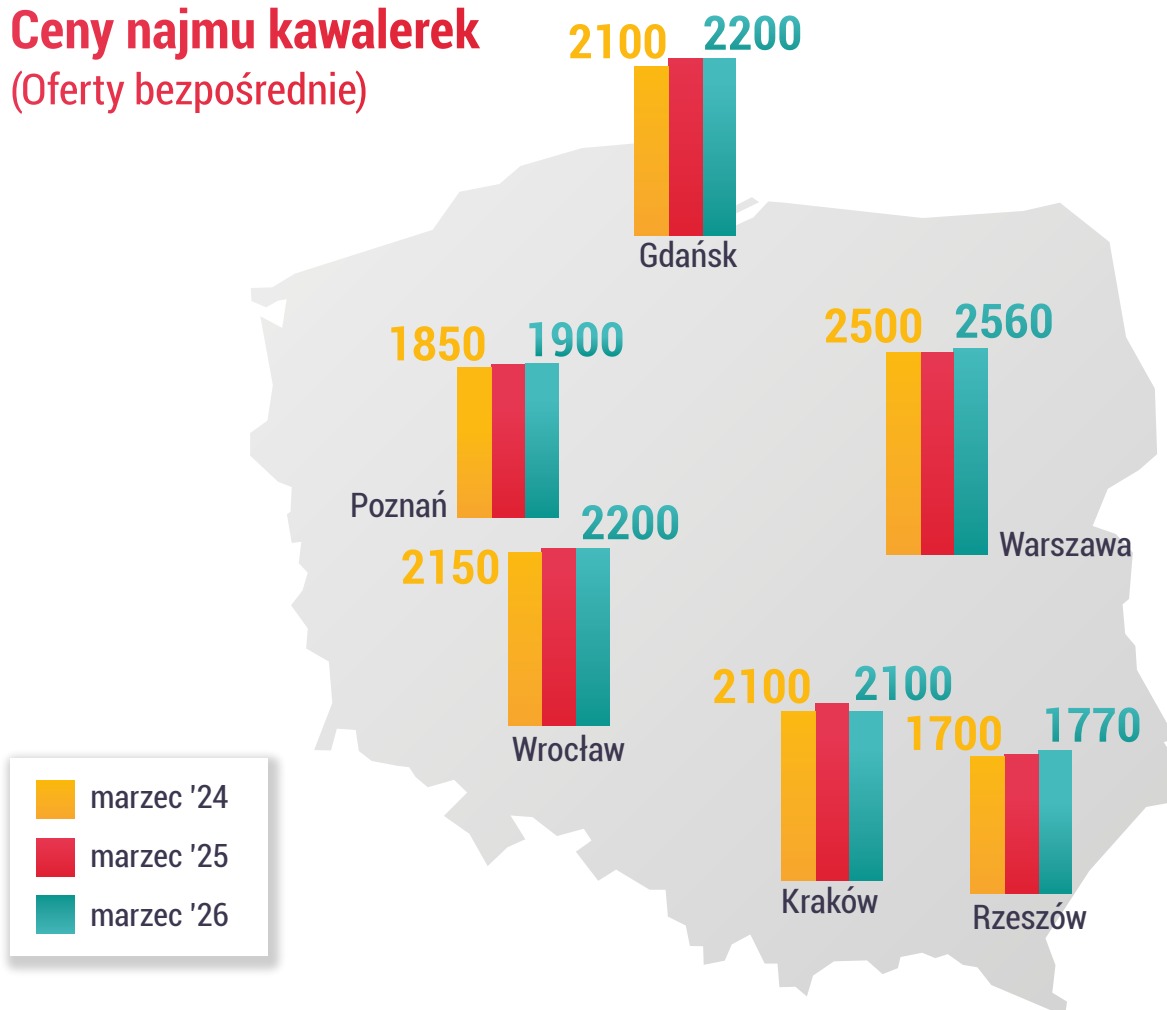 Ceny najmu kawalerek
(Oferty bezpośrednie)
2100
2200
Gdańsk
1850
1900
Poznań
2500
2560
Warszawa
2150
2200
Wrocław
2100
2100
Kraków
1700
1770
Rzeszów
marzec '24
marzec '25
marzec '26